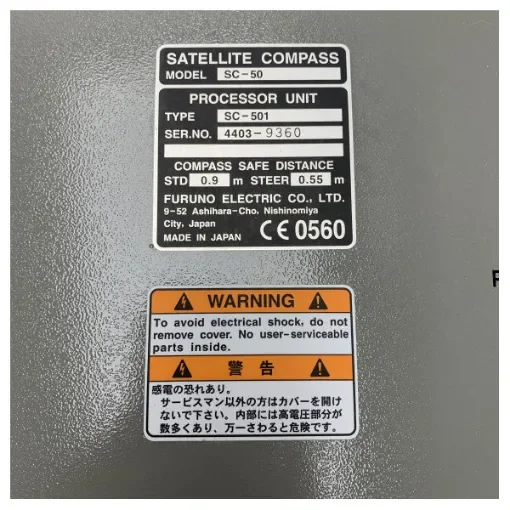 SATELLITE COMPASS
MODEL SC-50
PROCESSOR UNIT
TYPE SC-501
SER.NO. 4403-9360
COMPASS SAFE DISTANCE
STD 0.9 m STEER 0.55 m
FURUNO ELECTRIC CO., LTD.
9-52 Ashihara-Cho, Nishinomiya
City, Japan
MADE IN JAPAN
CE 0560
WARNING
To avoid electrical shock, do not
remove cover. No user-serviceable
parts inside.
警告
感電の恐れあり。
サービスマン以外の方はカバーを開け
ないで下さい。内部には高電圧部分が
数多くあり、万一さわると危険です。